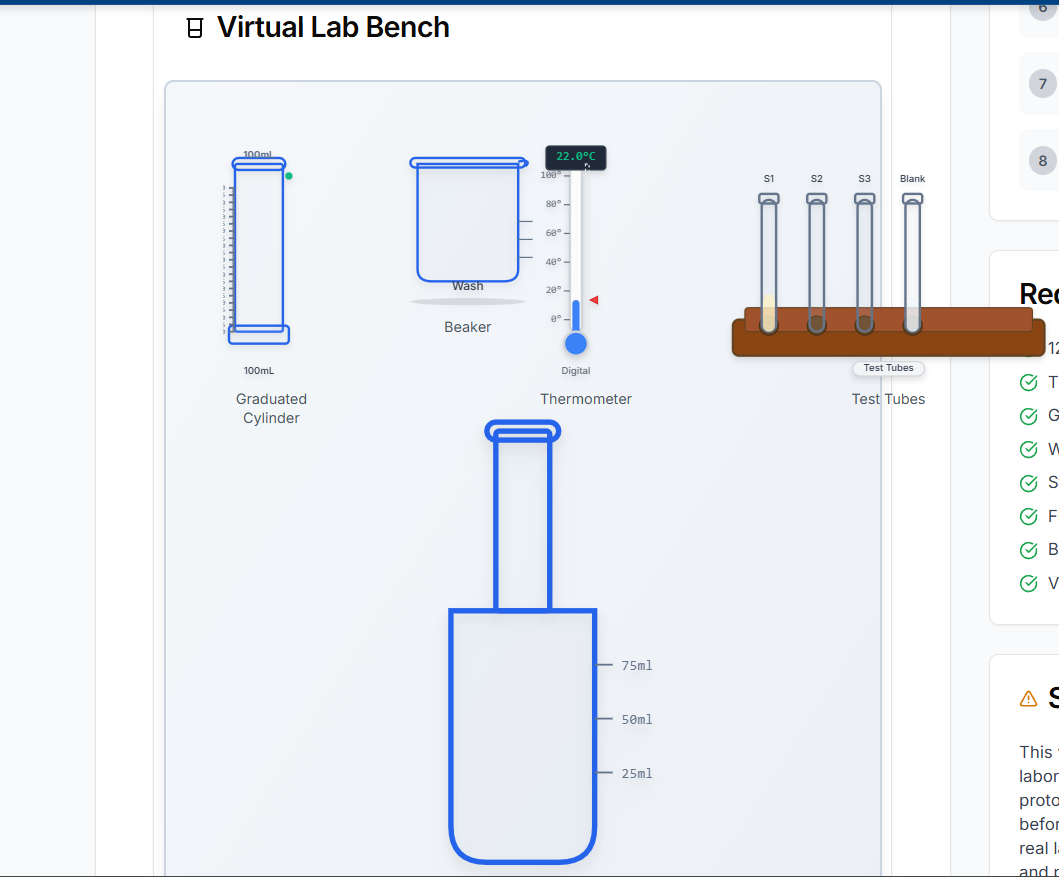 Virtual Lab Bench
6
7
8
100ml
22.0°C
100°
80°
60°
40°
20°
0°
S1
S2
S3
Blank
Wash
Beaker
100mL
Graduated
Cylinder
Digital
Thermometer
Test Tubes
Test Tubes
75ml
50ml
25ml
Rec
12
T
G
W
S
F
B
V
S
This
labor
proto
befor
real l
and p